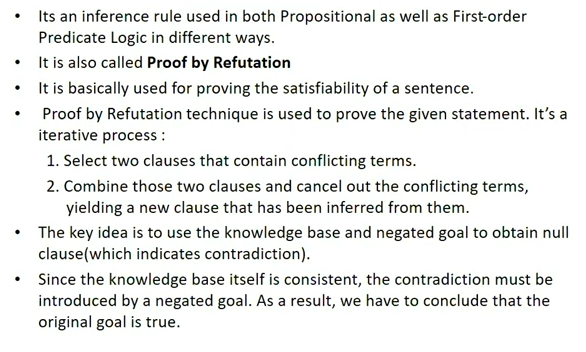 • Its an inference rule used in both Propositional as well as First-order
Predicate Logic in different ways.
• It is also called Proof by Refutation
• It is basically used for proving the satisfiability of a sentence.
• Proof by Refutation technique is used to prove the given statement. It’s a
iterative process :
1. Select two clauses that contain conflicting terms.
2. Combine those two clauses and cancel out the conflicting terms,
yielding a new clause that has been inferred from them.
• The key idea is to use the knowledge base and negated goal to obtain null
clause(which indicates contradiction).
• Since the knowledge base itself is consistent, the contradiction must be
introduced by a negated goal. As a result, we have to conclude that the
original goal is true.